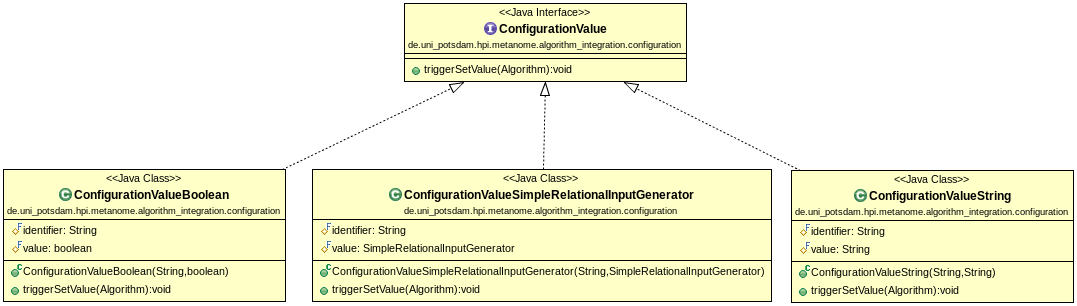 <<Java Interface>>
ConfigurationValue
de.uni_potsdam.hpi.metanome.algorithm_integration.configuration
triggerSetValue(Algorithm):void
<<Java Class>>
ConfigurationValueBoolean
de.uni_potsdam.hpi.metanome.algorithm_integration.configuration
identifier: String
value: boolean
ConfigurationValueBoolean(String,boolean)
triggerSetValue(Algorithm):void
<<Java Class>>
ConfigurationValueSimpleRelationalInputGenerator
de.uni_potsdam.hpi.metanome.algorithm_integration.configuration
identifier: String
value: SimpleRelationalInputGenerator
ConfigurationValueSimpleRelationalInputGenerator(String,SimpleRelationalInputGenerator)
triggerSetValue(Algorithm):void
<<Java Class>>
ConfigurationValueString
de.uni_potsdam.hpi.metanome.algorithm_integration.configuration
identifier: String
value: String
ConfigurationValueString(String,String)
triggerSetValue(Algorithm):void